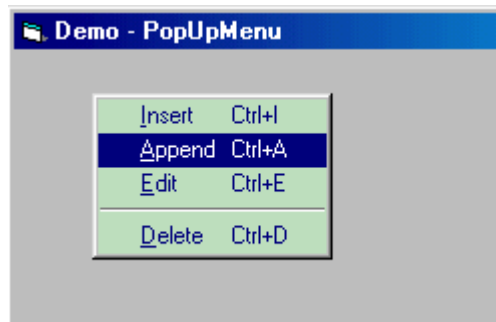 Demo - PopUpMenu
Insert Ctrl+I
Append Ctrl+A
Edit Ctrl+E
Delete Ctrl+D